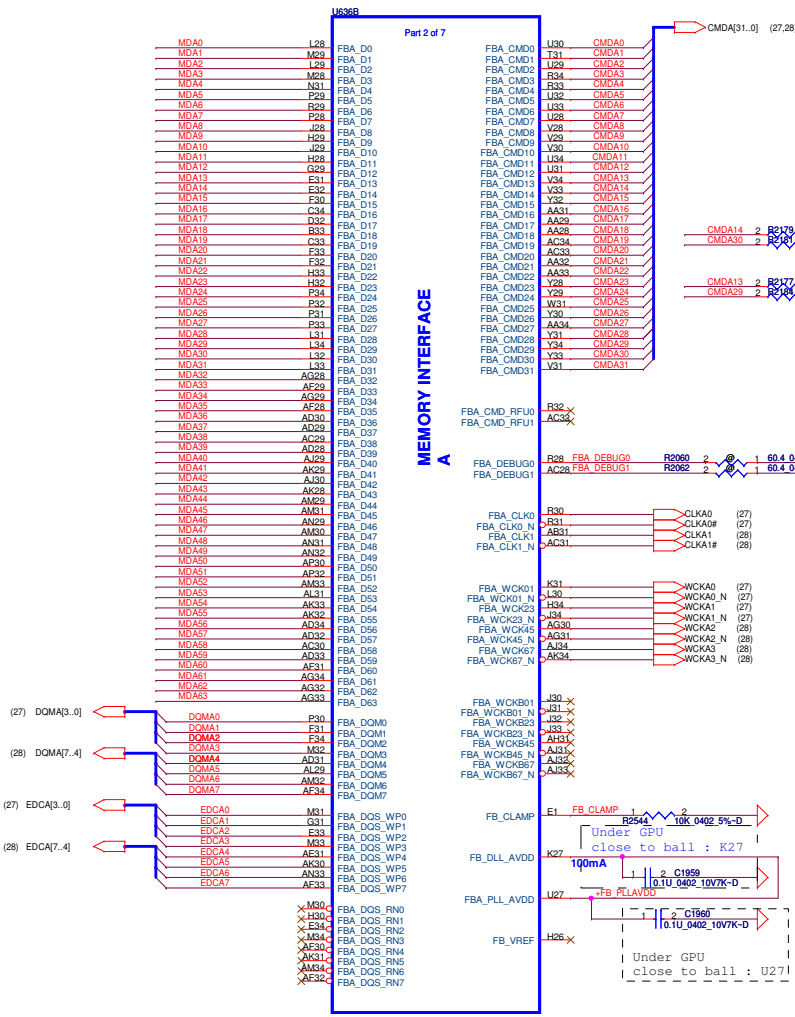 U636B
Part 2 of 7
CMDA[31..0] (27,28
MDA0 L28 FBA_D0 FBA_CMD0 U30 CMDA0
MDA1 M29 FBA_D1 FBA_CMD1 T31 CMDA1
MDA2 L29 FBA_D2 FBA_CMD2 U29 CMDA2
MDA3 M28 FBA_D3 FBA_CMD3 R34 CMDA3
MDA4 N31 FBA_D4 FBA_CMD4 R33 CMDA4
MDA5 P29 FBA_D5 FBA_CMD5 U32 CMDA5
MDA6 R29 FBA_D6 FBA_CMD6 U33 CMDA6
MDA7 P28 FBA_D7 FBA_CMD7 U28 CMDA7
MDA8 J28 FBA_D8 FBA_CMD8 V28 CMDA8
MDA9 H29 FBA_D9 FBA_CMD9 V29 CMDA9
MDA10 J29 FBA_D10 FBA_CMD10 V30 CMDA10
MDA11 H28 FBA_D11 FBA_CMD11 U34 CMDA11
MDA12 G29 FBA_D12 FBA_CMD12 U31 CMDA12
MDA13 E31 FBA_D13 FBA_CMD13 V34 CMDA13
MDA14 E32 FBA_D14 FBA_CMD14 V33 CMDA14
MDA15 F30 FBA_D15 FBA_CMD15 Y32 CMDA15
MDA16 C34 FBA_D16 FBA_CMD16 AA31 CMDA16
MDA17 D32 FBA_D17 FBA_CMD17 AA29 CMDA17
MDA18 B33 FBA_D18 FBA_CMD18 AA28 CMDA18 CMDA14 2 R2179
MDA19 C33 FBA_D19 FBA_CMD19 AC34 CMDA19 CMDA30 2 R2181
MDA20 F33 FBA_D20 FBA_CMD20 AC33 CMDA20
MDA21 F32 FBA_D21 FBA_CMD21 AA32 CMDA21
MDA22 H33 FBA_D22 FBA_CMD22 AA33 CMDA22
MDA23 H32 FBA_D23 FBA_CMD23 Y28 CMDA23 CMDA13 2 R2177
MDA24 P34 FBA_D24 FBA_CMD24 Y29 CMDA24 CMDA29 2 R2184
MDA25 P32 FBA_D25 FBA_CMD25 W31 CMDA25
MDA26 P31 FBA_D26 FBA_CMD26 Y30 CMDA26
MDA27 P33 FBA_D27 FBA_CMD27 AA34 CMDA27
MDA28 L31 FBA_D28 FBA_CMD28 Y31 CMDA28
MDA29 L34 FBA_D29 FBA_CMD29 Y34 CMDA29
MDA30 L32 FBA_D30 FBA_CMD30 Y33 CMDA30
MDA31 L33 FBA_D31 FBA_CMD31 V31 CMDA31
MEMORY INTERFACE
A
MDA32 AG28 FBA_D32
MDA33 AF29 FBA_D33
MDA34 AG29 FBA_D34
MDA35 AF28 FBA_D35 FBA_CMD_RFU0 R32
MDA36 AD30 FBA_D36 FBA_CMD_RFU1 AC32
MDA37 AD29 FBA_D37
MDA38 AC29 FBA_D38
MDA39 AD28 FBA_D39
MDA40 AJ29 FBA_D40 FBA_DEBUG0 R28 FBA_DEBUG0 R2060 2 @ 1 60.4_0
MDA41 AK29 FBA_D41 FBA_DEBUG1 AC28 FBA_DEBUG1 R2062 2 @ 1 60.4_0
MDA42 AJ30 FBA_D42
MDA43 AK28 FBA_D43
MDA44 AM29 FBA_D44
MDA45 AM31 FBA_D45 FBA_CLK0 R30 CLKA0 (27)
MDA46 AN29 FBA_D46 FBA_CLK0_N R31 CLKA0# (27)
MDA47 AM30 FBA_D47 FBA_CLK1 AB31 CLKA1 (28)
MDA48 AN31 FBA_D48 FBA_CLK1_N AC31 CLKA1# (28)
MDA49 AN32 FBA_D49
MDA50 AP30 FBA_D50
MDA51 AP32 FBA_D51
MDA52 AM33 FBA_D52 FBA_WCK01 K31 WCKA0 (27)
MDA53 AL31 FBA_D53 FBA_WCK01_N L30 WCKA0_N (27)
MDA54 AK33 FBA_D54 FBA_WCK23 H34 WCKA1 (27)
MDA55 AK32 FBA_D55 FBA_WCK23_N J34 WCKA1_N (27)
MDA56 AD34 FBA_D56 FBA_WCK45 AG30 WCKA2 (28)
MDA57 AD32 FBA_D57 FBA_WCK45_N AG31 WCKA2_N (28)
MDA58 AC30 FBA_D58 FBA_WCK67 AJ34 WCKA3 (28)
MDA59 AD33 FBA_D59 FBA_WCK67_N AK34 WCKA3_N (28)
MDA60 AF31 FBA_D60
MDA61 AG34 FBA_D61
MDA62 AG32 FBA_D62
MDA63 AG33 FBA_D63
FBA_WCKB01 J30
FBA_WCKB01_N J31
FBA_WCKB23 J32
FBA_WCKB23_N J33
FBA_WCKB45 AH31
FBA_WCKB45_N AJ31
FBA_WCKB67 AJ32
FBA_WCKB67_N AJ33
(27) DQMA[3..0]
(28) DQMA[7..4]
DQMA0 P30 FBA_DQM0
DQMA1 F31 FBA_DQM1
DQMA2 F34 FBA_DQM2
DQMA3 M32 FBA_DQM3
DQMA4 AD31 FBA_DQM4
DQMA5 AL29 FBA_DQM5
DQMA6 AM32 FBA_DQM6
DQMA7 AF34 FBA_DQM7
(27) EDCA[3..0]
(28) EDCA[7..4]
EDCA0 M31 FBA_DQS_WP0
EDCA1 G31 FBA_DQS_WP1
EDCA2 E33 FBA_DQS_WP2
EDCA3 M33 FBA_DQS_WP3
EDCA4 AE31 FBA_DQS_WP4
EDCA5 AK30 FBA_DQS_WP5
EDCA6 AN33 FBA_DQS_WP6
EDCA7 AF33 FBA_DQS_WP7
M30 FBA_DQS_RN0
H30 FBA_DQS_RN1
E34 FBA_DQS_RN2
M34 FBA_DQS_RN3
AF30 FBA_DQS_RN4
AK31 FBA_DQS_RN5
AM34 FBA_DQS_RN6
AF32 FBA_DQS_RN7
FB_CLAMP E1 FB_CLAMP 1 2
R2544 10K_0402_5%~D
Under GPU
close to ball : K27
FB_DLL_AVDD K27
100mA
1 2 C1959
0.1U_0402_10V7K~D
FBA_PLL_AVDD U27 +FB_PLLAVDD
1 2 C1960
0.1U_0402_10V7K~D
FB_VREF H26
Under GPU
close to ball : U27